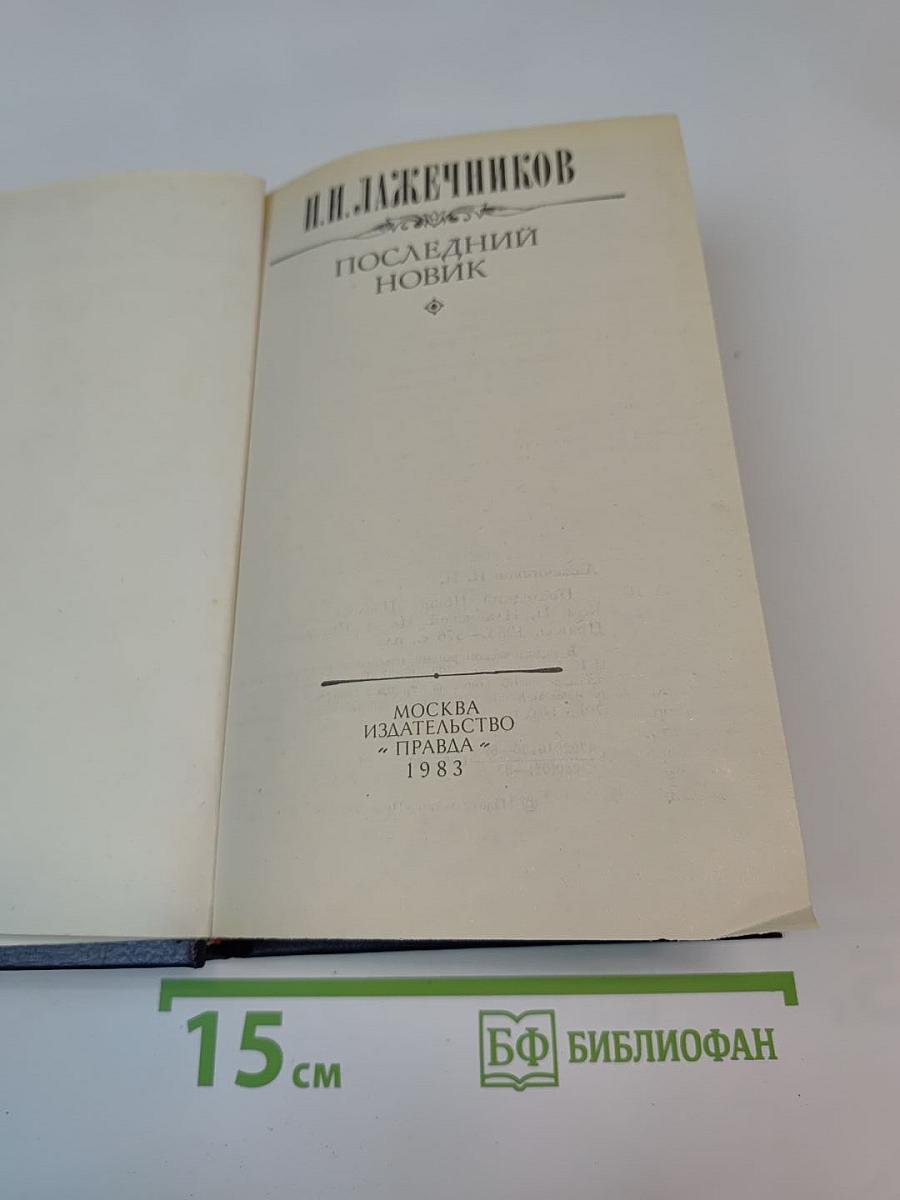 И.И.ЛАЖЕЧНИКОВ
ПОСЛЕДНИЙ
НОВИК
МОСКВА
ИЗДАТЕЛЬСТВО
„ ПРАВДА “
1983
15 см
БФ БИБЛИОФАН